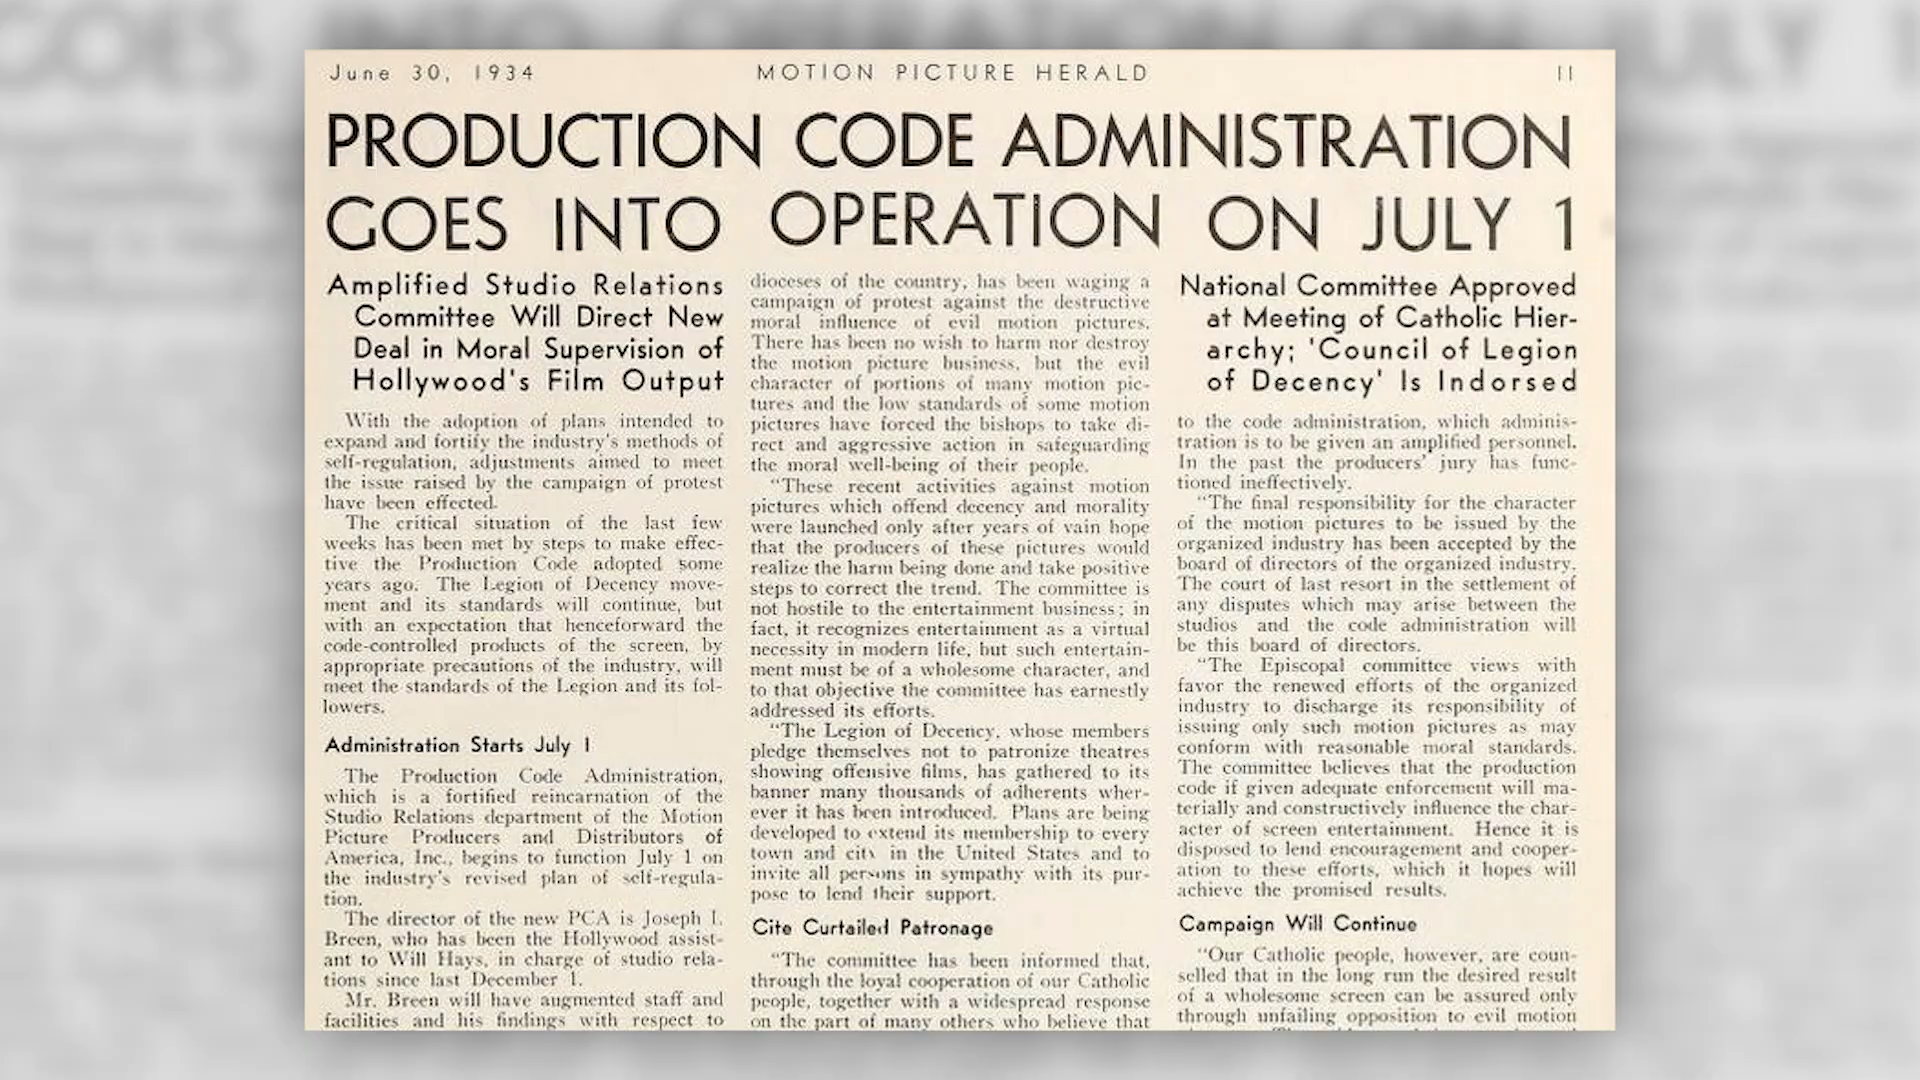 June 30, 1934 MOTION PICTURE HERALD 11
PRODUCTION CODE ADMINISTRATION
GOES INTO OPERATION ON JULY 1
Amplified Studio Relations
Committee Will Direct New
Deal in Moral Supervision of
Hollywood's Film Output
With the adoption of plans intended to
expand and fortify the industry's methods of
self-regulation, adjustments aimed to meet
the issue raised by the campaign of protest
have been effected.
The critical situation of the last few
weeks has been met by steps to make effec-
tive the Production Code adopted some
years ago. The Legion of Decency move-
ment and its standards will continue, but
with an expectation that henceforward the
code-controlled products of the screen, by
appropriate precautions of the industry, will
meet the standards of the Legion and its fol-
lowers.
Administration Starts July 1
The Production Code Administration,
which is a fortified reincarnation of the
Studio Relations department of the Motion
Picture Producers and Distributors of
America, Inc., begins to function July 1 on
the industry's revised plan of self-regula-
tion.
The director of the new PCA is Joseph I.
Breen, who has been the Hollywood assist-
ant to Will Hays, in charge of studio rela-
tions since last December 1.
Mr. Breen will have augmented staff and
facilities and his findings with respect to
dioceses of the country, has been waging a
campaign of protest against the destructive
moral influence of evil motion pictures.
There has been no wish to harm nor destroy
the motion picture business, but the evil
character of portions of many motion pic-
tures and the low standards of some motion
pictures have forced the bishops to take di-
rect and aggressive action in safeguarding
the moral well-being of their people.
"These recent activities against motion
pictures which offend decency and morality
were launched only after years of vain hope
that the producers of these pictures would
realize the harm being done and take positive
steps to correct the trend. The committee is
not hostile to the entertainment business; in
fact, it recognizes entertainment as a virtual
necessity in modern life, but such entertain-
ment must be of a wholesome character, and
to that objective the committee has earnestly
addressed its efforts.
"The Legion of Decency, whose members
pledge themselves not to patronize theatres
showing offensive films, has gathered to its
banner many thousands of adherents wher-
ever it has been introduced. Plans are being
developed to extend its membership to every
town and city in the United States and to
invite all persons in sympathy with its pur-
pose to lend their support.
Cite Curtailed Patronage
"The committee has been informed that,
through the loyal cooperation of our Catholic
people, together with a widespread response
on the part of many others who believe that
National Committee Approved
at Meeting of Catholic Hier-
archy; 'Council of Legion
of Decency' Is Indorsed
to the code administration, which adminis-
tration is to be given an amplified personnel.
In the past the producers' jury has func-
tioned ineffectively.
"The final responsibility for the character
of the motion pictures to be issued by the
organized industry has been accepted by the
board of directors of the organized industry.
The court of last resort in the settlement of
any disputes which may arise between the
studios and the code administration will
be this board of directors.
"The Episcopal committee views with
favor the renewed efforts of the organized
industry to discharge its responsibility of
issuing only such motion pictures as may
conform with reasonable moral standards.
The committee believes that the production
code if given adequate enforcement will ma-
terially and constructively influence the char-
acter of screen entertainment. Hence it is
disposed to lend encouragement and cooper-
ation to these efforts, which it hopes will
achieve the promised results.
Campaign Will Continue
"Our Catholic people, however, are coun-
selled that in the long run the desired result
of a wholesome screen can be assured only
through unfailing opposition to evil motion